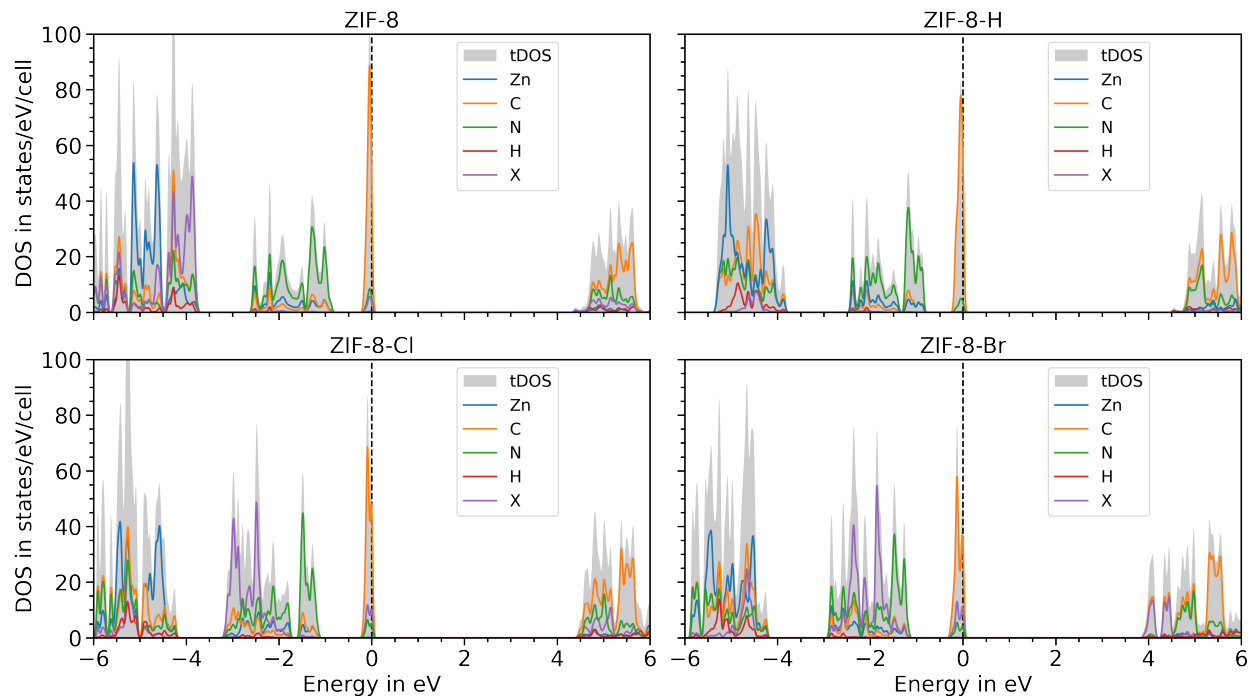 ZIF-8
ZIF-8-H
DOS in states/eV/cell
100
80
60
40
20
0
tDOS
Zn
C
N
H
X
tDOS
Zn
C
N
H
X
ZIF-8-Cl
ZIF-8-Br
DOS in states/eV/cell
100
80
60
40
20
0
tDOS
Zn
C
N
H
X
tDOS
Zn
C
N
H
X
−6 −4 −2 0 2 4 6
−6 −4 −2 0 2 4 6
Energy in eV
Energy in eV